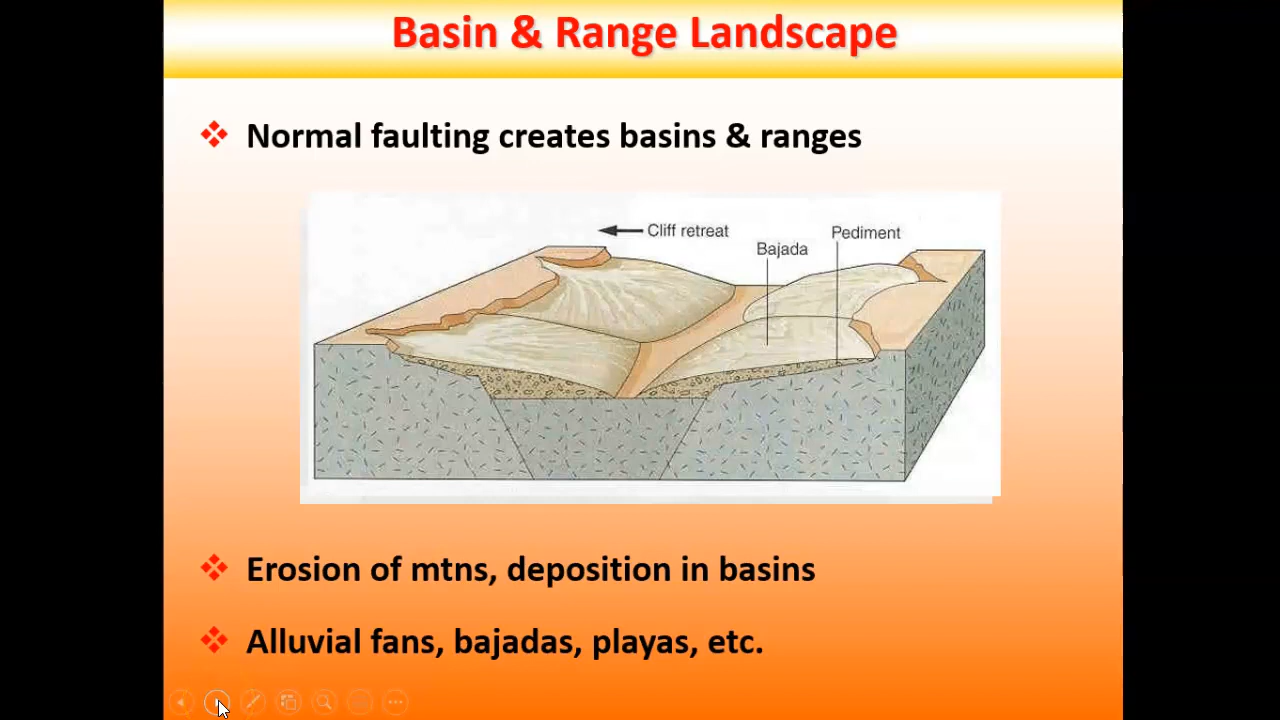 Basin & Range Landscape
Normal faulting creates basins & ranges
Cliff retreat
Pediment
Bajada
Erosion of mtns, deposition in basins
Alluvial fans, bajadas, playas, etc.